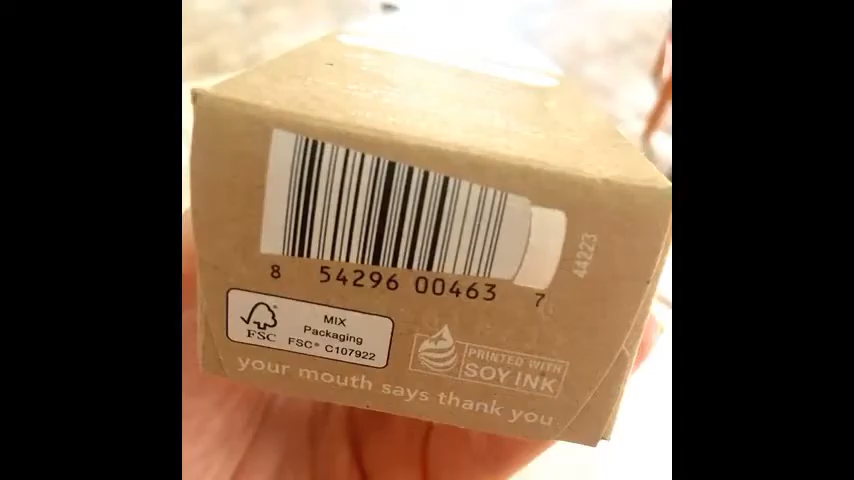 44223
8 54296 00463 7
FSC
MIX
Packaging
FSC® C107922
PRINTED WITH
SOY INK
your mouth says thank you